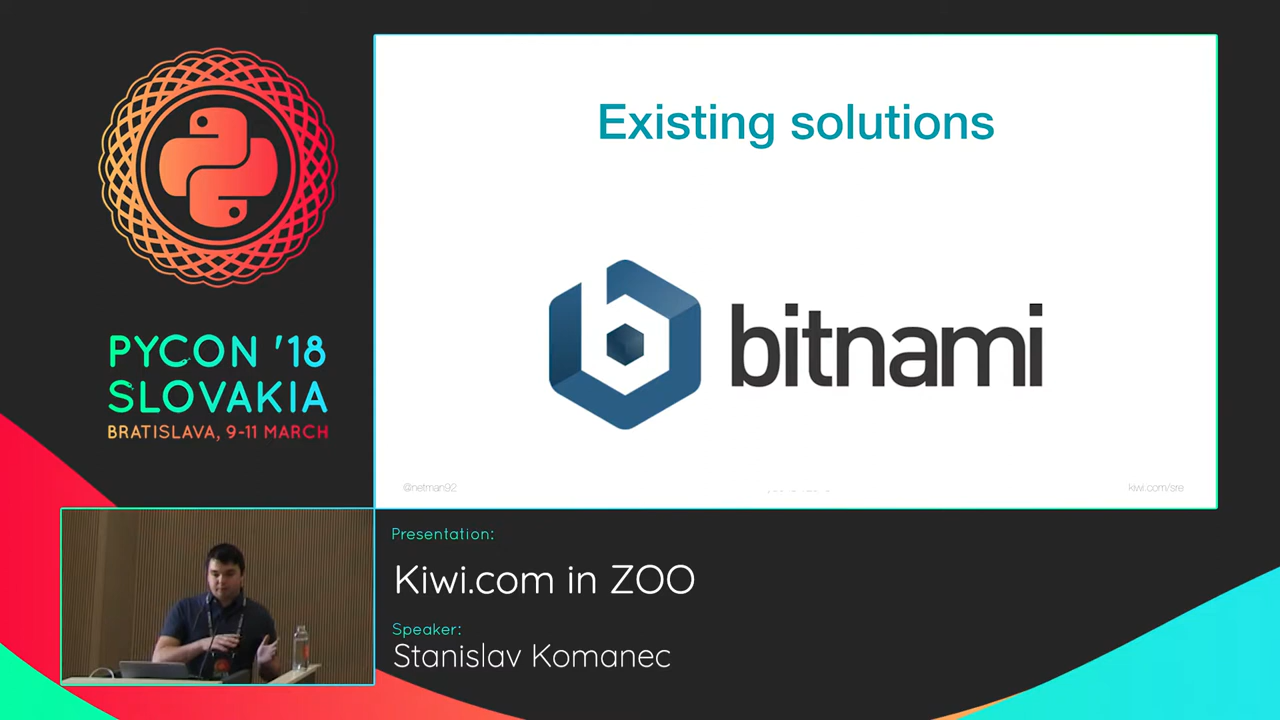 PYCON '18
SLOVAKIA
BRATISLAVA, 9-11 MARCH
Existing solutions
bitnami
@netman92
kiwi.com/sre
Presentation:
Kiwi.com in ZOO
Speaker:
Stanislav Komanec